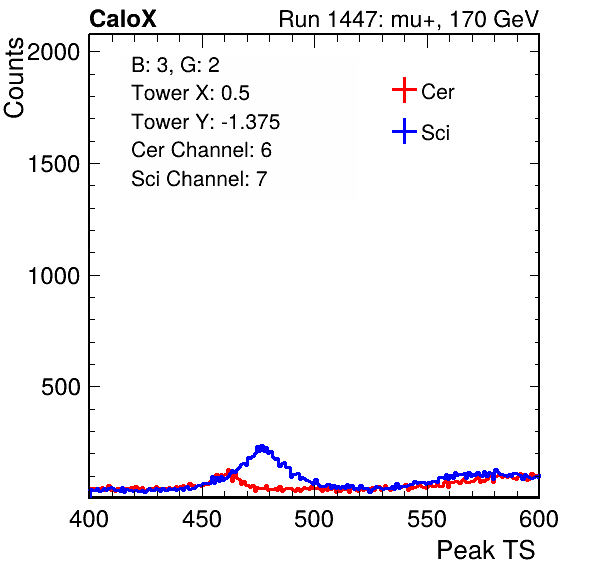 CaloX
Run 1447: mu+, 170 GeV
Counts
2000
1500
1000
500
B: 3, G: 2
Tower X: 0.5
Tower Y: -1.375
Cer Channel: 6
Sci Channel: 7
Cer
Sci
400
450
500
550
600
Peak TS